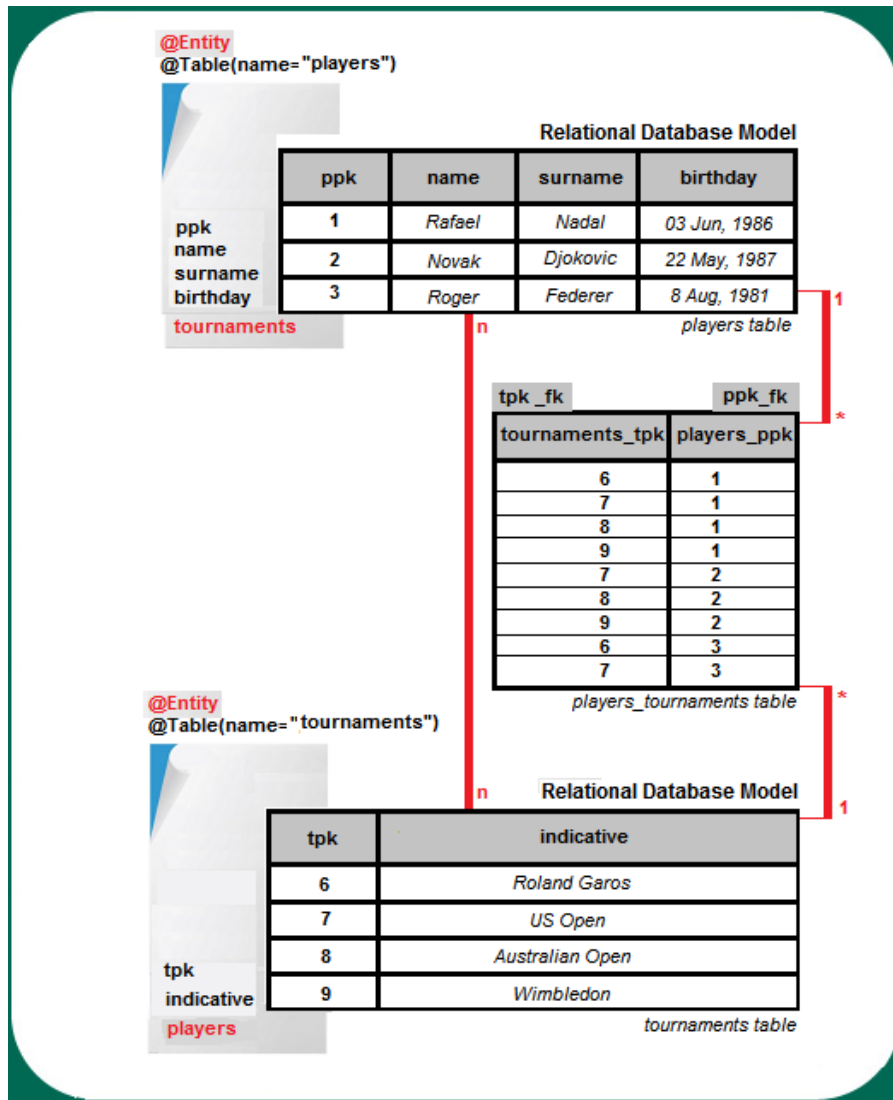 @Entity
@Table(name="players")
Relational Database Model
ppk name surname birthday
1 Rafael Nadal 03 Jun, 1986
2 Novak Djokovic 22 May, 1987
3 Roger Federer 8 Aug, 1981
players table
ppk
name
surname
birthday
tournaments
n
1
*
tpk _fk ppk_fk
tournaments_tpk players_ppk
6 1
7 1
8 1
9 1
7 2
8 2
9 2
6 3
7 3
players_tournaments table
*
1
n
@Entity
@Table(name="tournaments")
Relational Database Model
tpk indicative
6 Roland Garos
7 US Open
8 Australian Open
9 Wimbledon
tournaments table
tpk
indicative
players